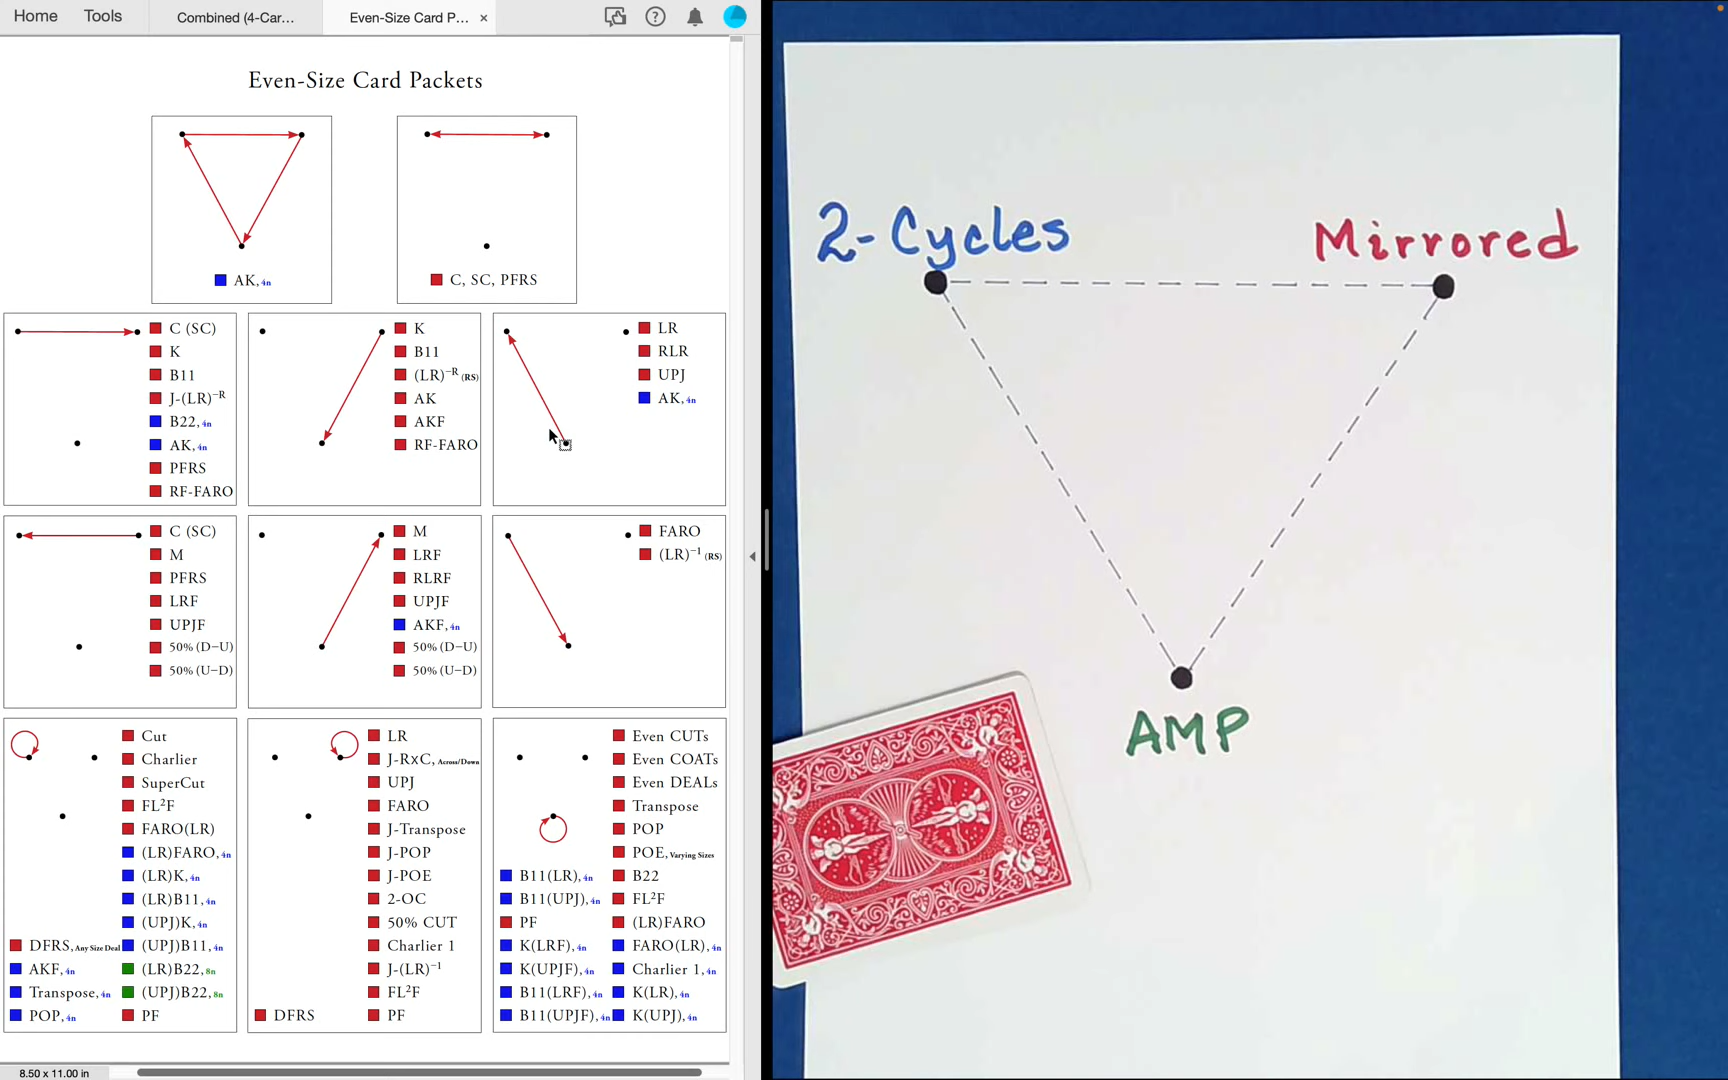 Home Tools Combined (4-Car... Even-Size Card P... ×
Even-Size Card Packets
AK, 4n
C, SC, PFRS
C (SC)
K
B11
J-(LR)⁻ᴿ
B22, 4n
AK, 4n
PFRS
RF-FARO
K
B11
(LR)⁻ᴿ (RS)
AK
AKF
RF-FARO
LR
RLR
UPJ
AK, 4n
C (SC)
M
PFRS
LRF
UPJF
50% (D–U)
50% (U–D)
M
LRF
RLRF
UPJF
AKF, 4n
50% (D–U)
50% (U–D)
FARO
(LR)⁻¹ (RS)
Cut
Charlier
SuperCut
FL²F
FARO(LR)
(LR)FARO, 4n
(LR)K, 4n
(LR)B11, 4n
(UPJ)K, 4n
DFRS, Any Size Deal (UPJ)B11, 4n
AKF, 4n (LR)B22, 8n
Transpose, 4n (UPJ)B22, 8n
POP, 4n PF
LR
J-RxC, Across/Down
UPJ
FARO
J-Transpose
J-POP
J-POE
2-OC
50% CUT
Charlier 1
J-(LR)⁻¹
FL²F
DFRS PF
Even CUTs
Even COATs
Even DEALs
Transpose
POP
POE, Varying Sizes
B11(LR), 4n B22
B11(UPJ), 4n FL²F
PF (LR)FARO
K(LRF), 4n FARO(LR), 4n
K(UPJF), 4n Charlier 1, 4n
B11(LRF), 4n K(LR), 4n
B11(UPJF), 4n K(UPJ), 4n
8.50 x 11.00 in
2-Cycles
Mirrored
AMP